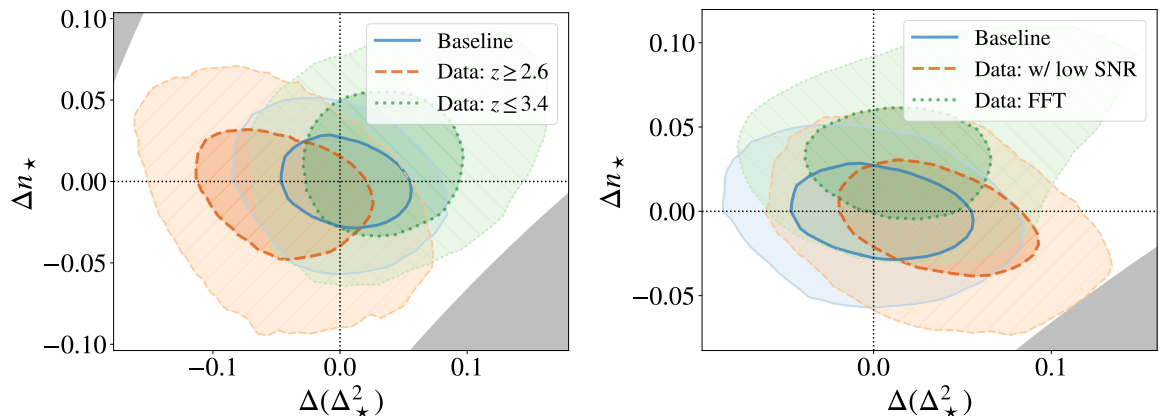 0.10
0.05
0.00
−0.05
−0.10
Δn⋆
−0.1
0.0
0.1
Δ(Δ²⋆)
Baseline
Data: z ≥ 2.6
Data: z ≤ 3.4
0.10
0.05
0.00
−0.05
Δn⋆
0.0
0.1
Δ(Δ²⋆)
Baseline
Data: w/ low SNR
Data: FFT